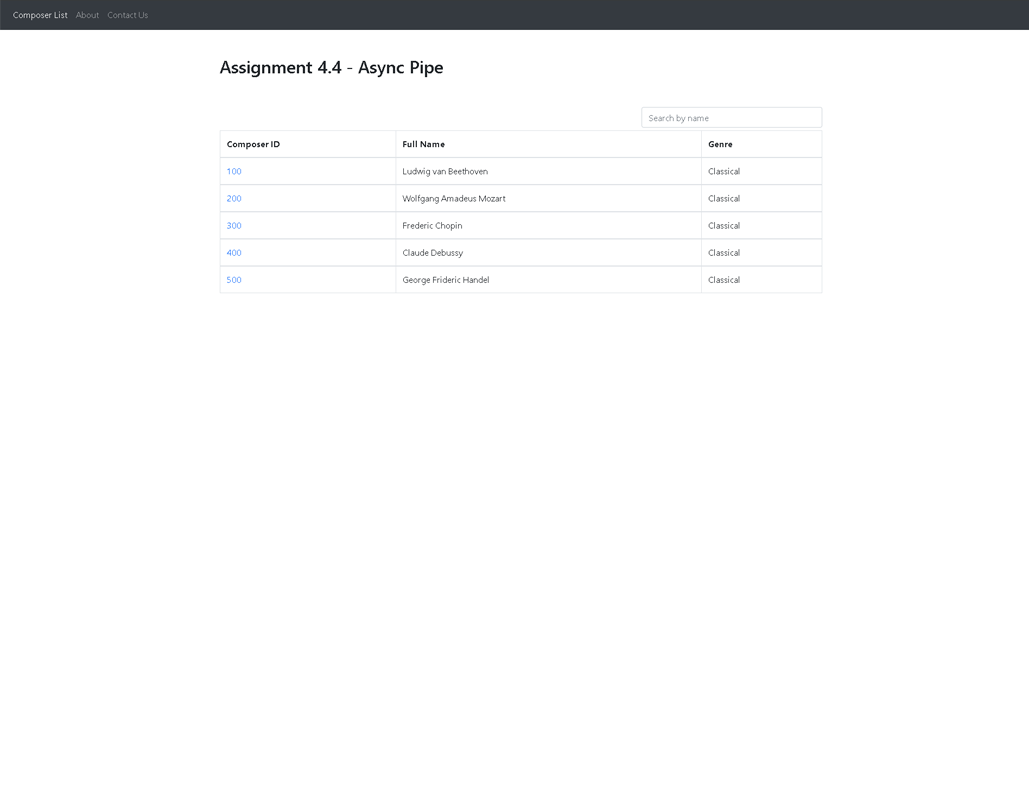 Composer List About Contact Us
Assignment 4.4 - Async Pipe
Search by name
Composer ID Full Name Genre
100 Ludwig van Beethoven Classical
200 Wolfgang Amadeus Mozart Classical
300 Frederic Chopin Classical
400 Claude Debussy Classical
500 George Frideric Handel Classical